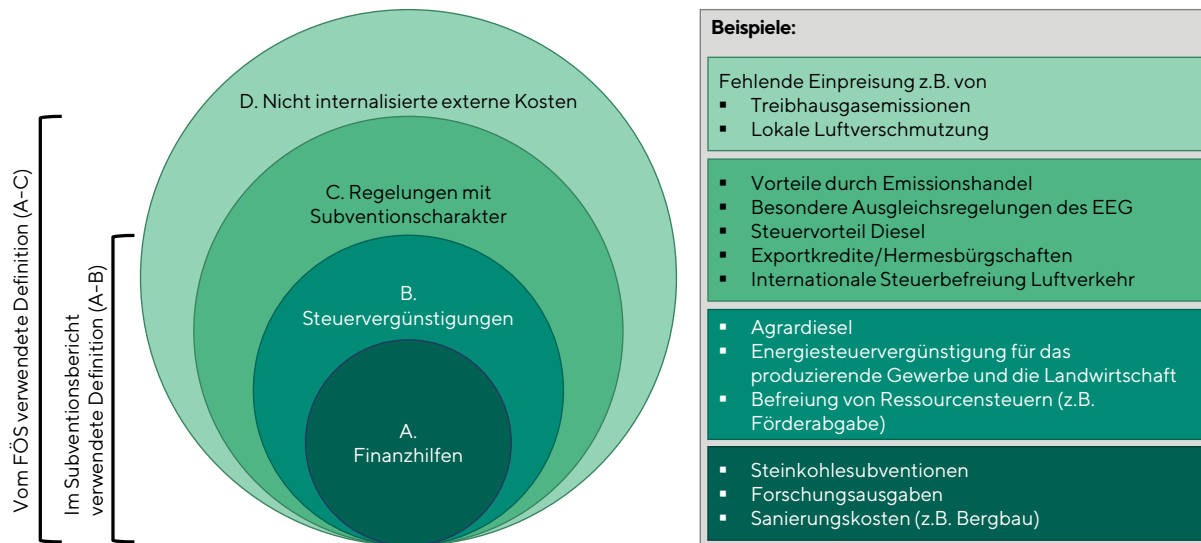 Vom FÖS verwendete Definition (A-C)
Im Subventionsbericht
verwendete Definition (A-B)
D. Nicht internalisierte externe Kosten
C. Regelungen mit
Subventionscharakter
B.
Steuervergünstigungen
A.
Finanzhilfen
Beispiele:
Fehlende Einpreisung z.B. von
▪ Treibhausgasemissionen
▪ Lokale Luftverschmutzung
▪ Vorteile durch Emissionshandel
▪ Besondere Ausgleichsregelungen des EEG
▪ Steuervorteil Diesel
▪ Exportkredite/Hermesbürgschaften
▪ Internationale Steuerbefreiung Luftverkehr
▪ Agrardiesel
▪ Energiesteuervergünstigung für das
produzierende Gewerbe und die Landwirtschaft
▪ Befreiung von Ressourcensteuern (z.B.
Förderabgabe)
▪ Steinkohlesubventionen
▪ Forschungsausgaben
▪ Sanierungskosten (z.B. Bergbau)